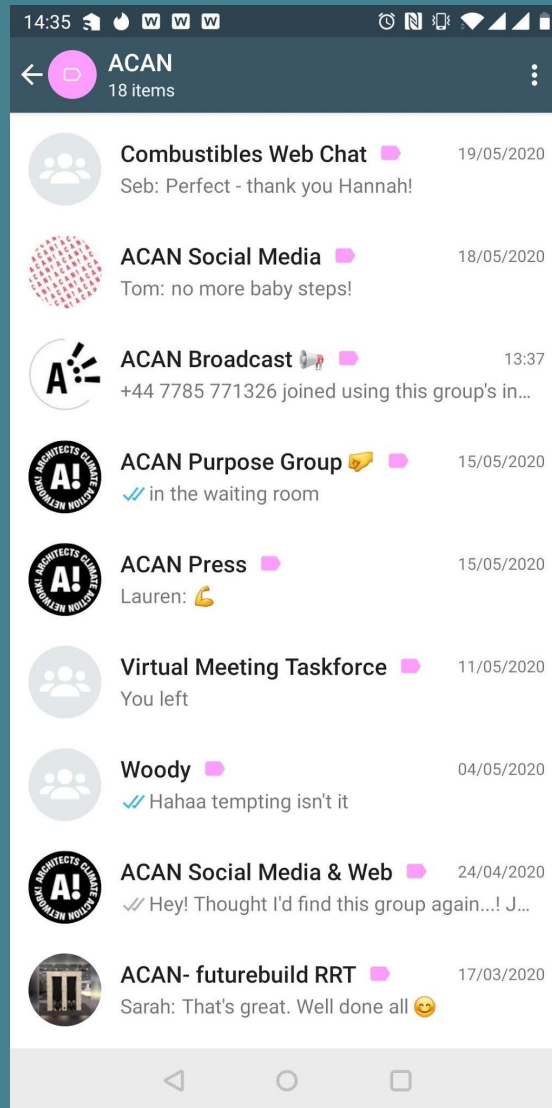 14:35
ACAN
18 items
Combustibles Web Chat 19/05/2020
Seb: Perfect - thank you Hannah!
ACAN Social Media 18/05/2020
Tom: no more baby steps!
ACAN Broadcast 13:37
+44 7785 771326 joined using this group's in...
ACAN Purpose Group 15/05/2020
in the waiting room
ACAN Press 15/05/2020
Lauren: 💪
Virtual Meeting Taskforce 11/05/2020
You left
Woody 04/05/2020
Hahaa tempting isn't it
ACAN Social Media & Web 24/04/2020
Hey! Thought I'd find this group again...! J...
ACAN- futurebuild RRT 17/03/2020
Sarah: That's great. Well done all 😊